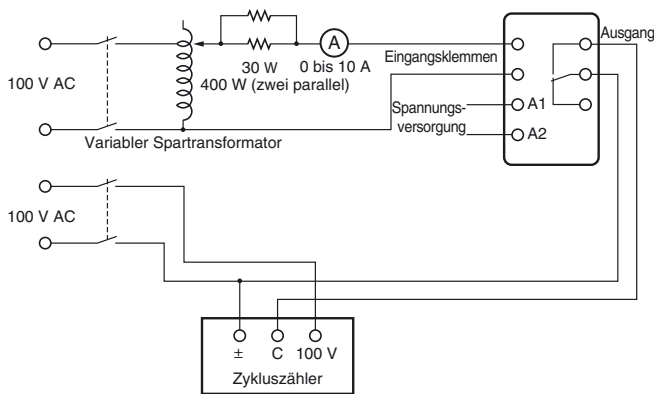 100 V AC
A
30 W
0 bis 10 A
400 W (zwei parallel)
Variabler Spartransformator
Eingangsklemmen
Ausgang
Spannungs-
versorgung
A1
A2
100 V AC
± C 100 V
Zykluszähler